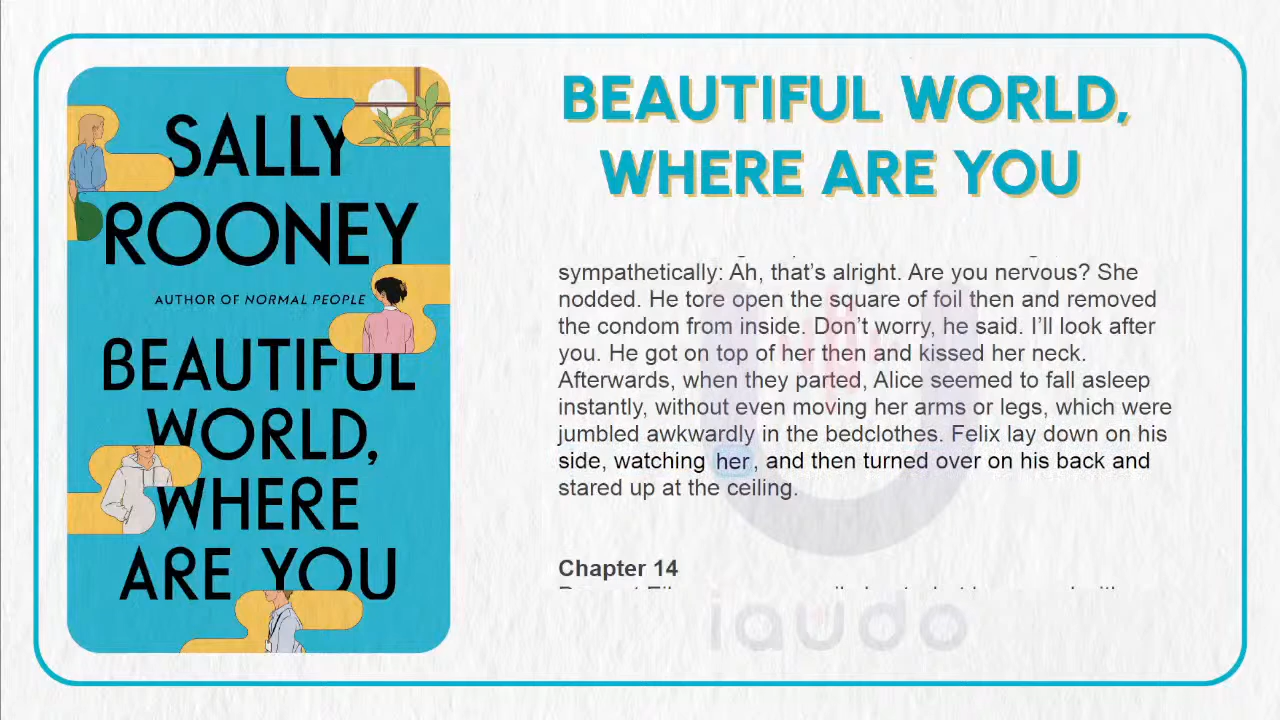 SALLY
ROONEY
AUTHOR OF NORMAL PEOPLE
BEAUTIFUL
WORLD,
WHERE
ARE YOU
BEAUTIFUL WORLD,
WHERE ARE YOU
sympathetically: Ah, that's alright. Are you nervous? She
nodded. He tore open the square of foil then and removed
the condom from inside. Don't worry, he said. I'll look after
you. He got on top of her then and kissed her neck.
Afterwards, when they parted, Alice seemed to fall asleep
instantly, without even moving her arms or legs, which were
jumbled awkwardly in the bedclothes. Felix lay down on his
side, watching her, and then turned over on his back and
stared up at the ceiling.
Chapter 14
iaudo